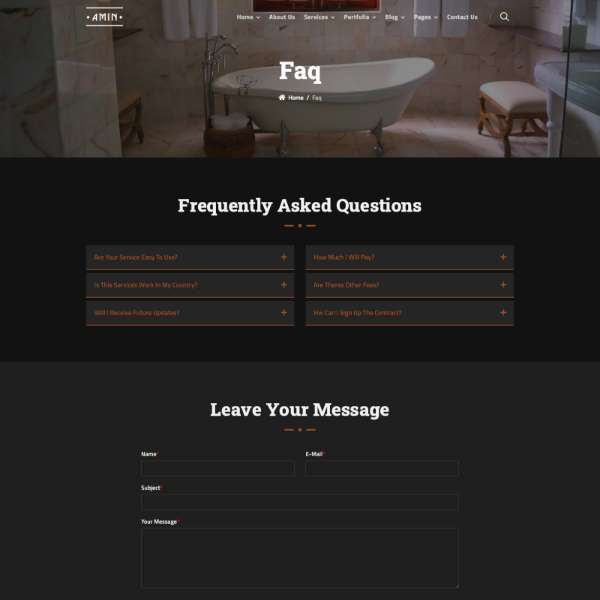 AMIN
Home About Us Services Portfolio Blog Pages Contact Us
Faq
Home / Faq
Frequently Asked Questions
Are Your Service Easy To Use?
How Much I Will Pay?
Is This Services Work In My Country?
Are Theres Other Fees?
Will I Receive Future Updates?
Sign Up The Contract?
Leave Your Message
Name*
E-Mail*
Subject*
Your Message*